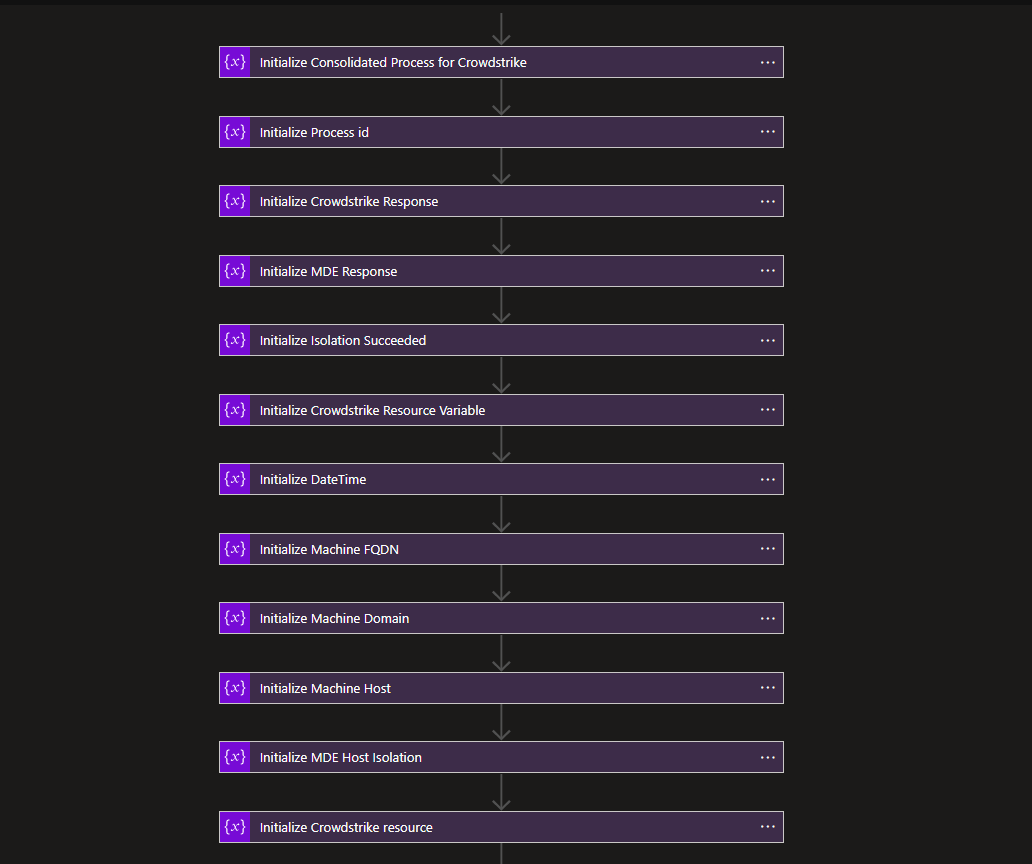 {x} Initialize Consolidated Process for Crowdstrike ...
{x} Initialize Process id ...
{x} Initialize Crowdstrike Response ...
{x} Initialize MDE Response ...
{x} Initialize Isolation Succeeded ...
{x} Initialize Crowdstrike Resource Variable ...
{x} Initialize DateTime ...
{x} Initialize Machine FQDN ...
{x} Initialize Machine Domain ...
{x} Initialize Machine Host ...
{x} Initialize MDE Host Isolation ...
{x} Initialize Crowdstrike resource ...